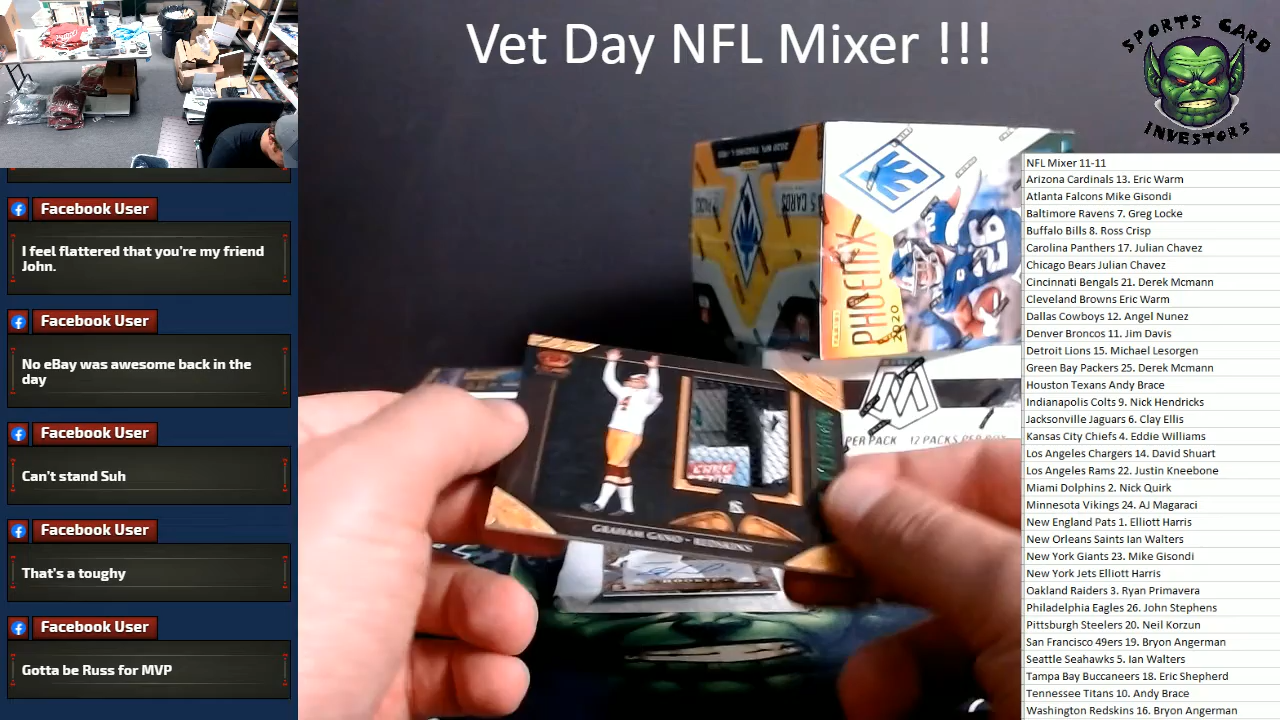 Vet Day NFL Mixer !!!
SPORTS CARD
INVESTORS
Facebook User
I feel flattered that you're my friend
John.
Facebook User
No eBay was awesome back in the
day
Facebook User
Can't stand Suh
Facebook User
That's a toughy
Facebook User
Gotta be Russ for MVP
5 CARDS
PANINI
PHOENIX
2020
PER PACK 12 PACKS PER BOX
GRAHAM GANO - REDSKINS
NFL Mixer 11-11
Arizona Cardinals 13. Eric Warm
Atlanta Falcons Mike Gisondi
Baltimore Ravens 7. Greg Locke
Buffalo Bills 8. Ross Crisp
Carolina Panthers 17. Julian Chavez
Chicago Bears Julian Chavez
Cincinnati Bengals 21. Derek Mcmann
Cleveland Browns Eric Warm
Dallas Cowboys 12. Angel Nunez
Denver Broncos 11. Jim Davis
Detroit Lions 15. Michael Lesorgen
Green Bay Packers 25. Derek Mcmann
Houston Texans Andy Brace
Indianapolis Colts 9. Nick Hendricks
Jacksonville Jaguars 6. Clay Ellis
Kansas City Chiefs 4. Eddie Williams
Los Angeles Chargers 14. David Shuart
Los Angeles Rams 22. Justin Kneebone
Miami Dolphins 2. Nick Quirk
Minnesota Vikings 24. AJ Magaraci
New England Pats 1. Elliott Harris
New Orleans Saints Ian Walters
New York Giants 23. Mike Gisondi
New York Jets Elliott Harris
Oakland Raiders 3. Ryan Primavera
Philadelphia Eagles 26. John Stephens
Pittsburgh Steelers 20. Neil Korzun
San Francisco 49ers 19. Bryon Angerman
Seattle Seahawks 5. Ian Walters
Tampa Bay Buccaneers 18. Eric Shepherd
Tennessee Titans 10. Andy Brace
Washington Redskins 16. Bryon Angerman